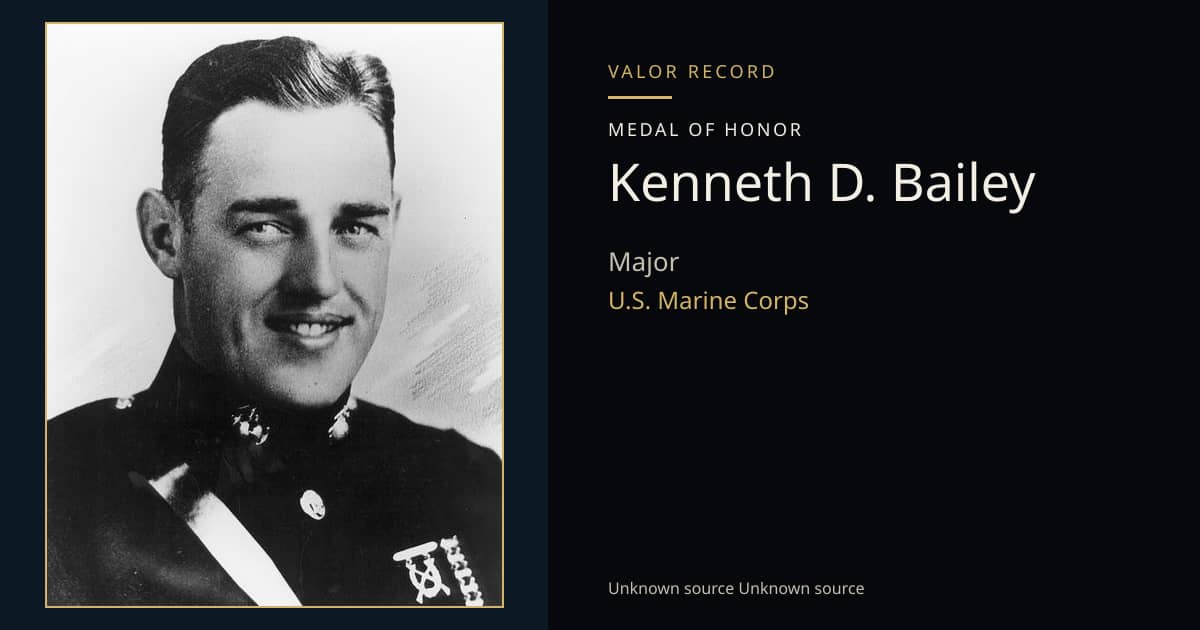 VALOR RECORD
MEDAL OF HONOR
Kenneth D. Bailey
Major
U.S. Marine Corps
Unknown source Unknown source